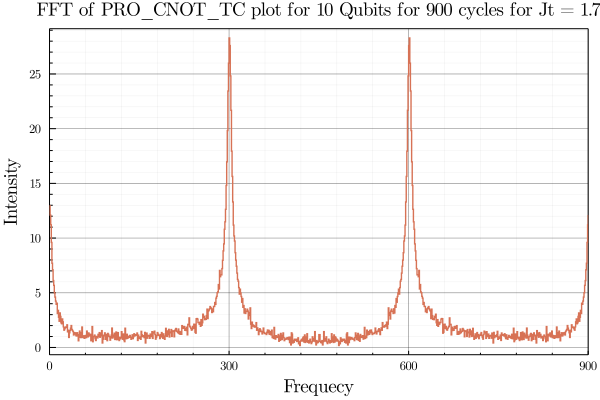 FFT of PRO_CNOT_TC plot for 10 Qubits for 900 cycles for Jt = 1.7
25
20
15
10
5
0
Intensity
0 300 600 900
Frequecy